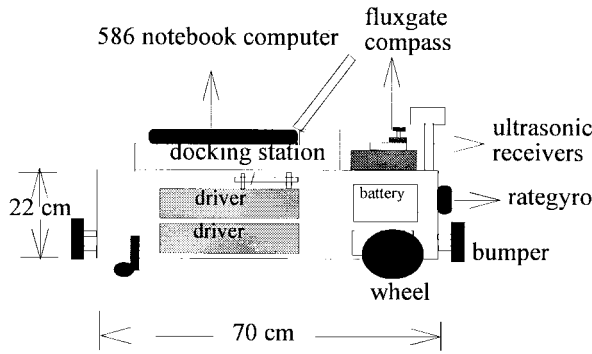 586 notebook computer
fluxgate
compass
ultrasonic
receivers
docking station
driver
battery
rategyro
22 cm
driver
bumper
wheel
70 cm